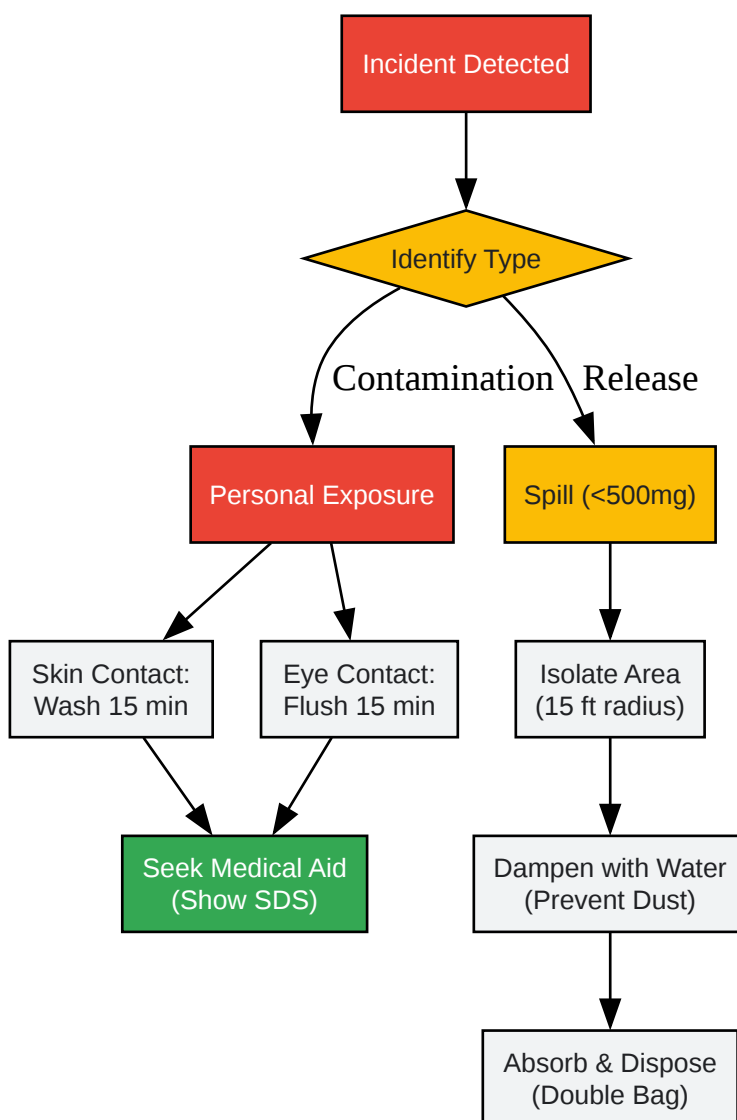 Incident Detected
Identify Type
Contamination
Release
Personal Exposure
Spill (<500mg)
Skin Contact:
Wash 15 min
Eye Contact:
Flush 15 min
Isolate Area
(15 ft radius)
Seek Medical Aid
(Show SDS)
Dampen with Water
(Prevent Dust)
Absorb & Dispose
(Double Bag)